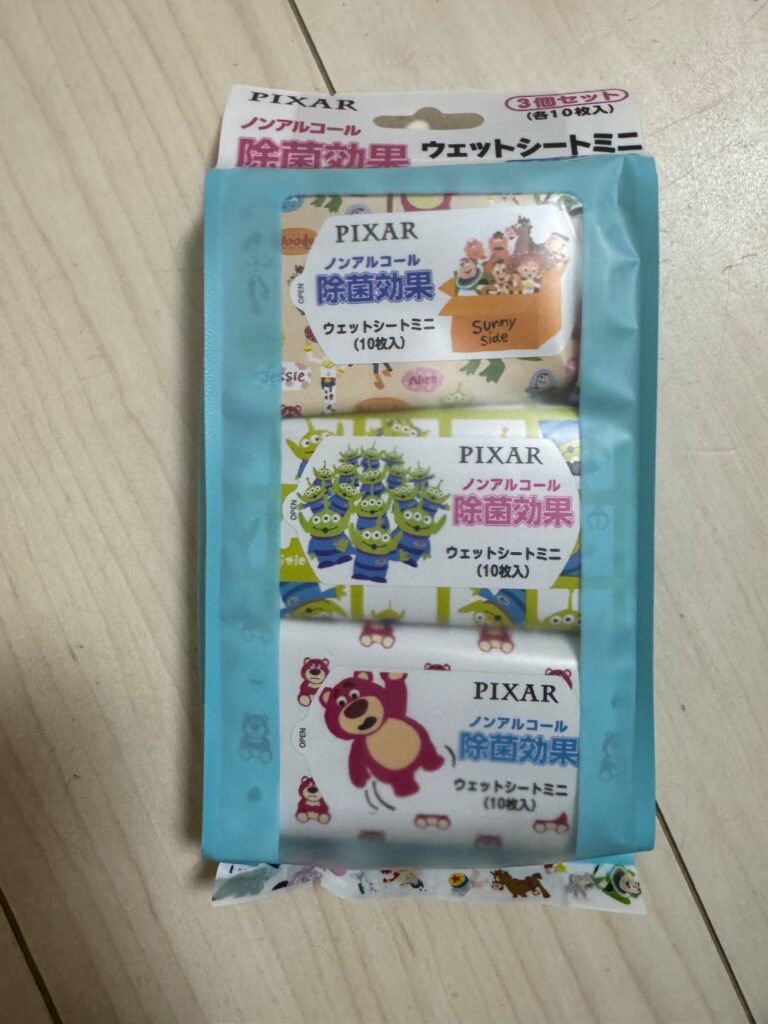 PIXAR
3個セット
(各10枚入)
ノンアルコール
除菌効果
ウェットシートミニ
Woody
PIXAR
ノンアルコール
除菌効果
OPEN
ウェットシートミニ
(10枚入)
Sunny
side
Jessie
Alien
PIXAR
ノンアルコール
除菌効果
OPEN
ウェットシートミニ
(10枚入)
PIXAR
ノンアルコール
除菌効果
OPEN
ウェットシートミニ
(10枚入)